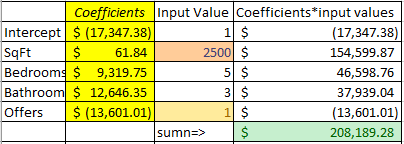 Coefficients Input Value Coefficients*input values
Intercept $ (17,347.38) 1 $ (17,347.38)
SqFt $ 61.84 2500 $ 154,599.87
Bedrooms $ 9,319.75 5 $ 46,598.76
Bathroom $ 12,646.35 3 $ 37,939.04
Offers $ (13,601.01) 1 $ (13,601.01)
sumn=> $ 208,189.28